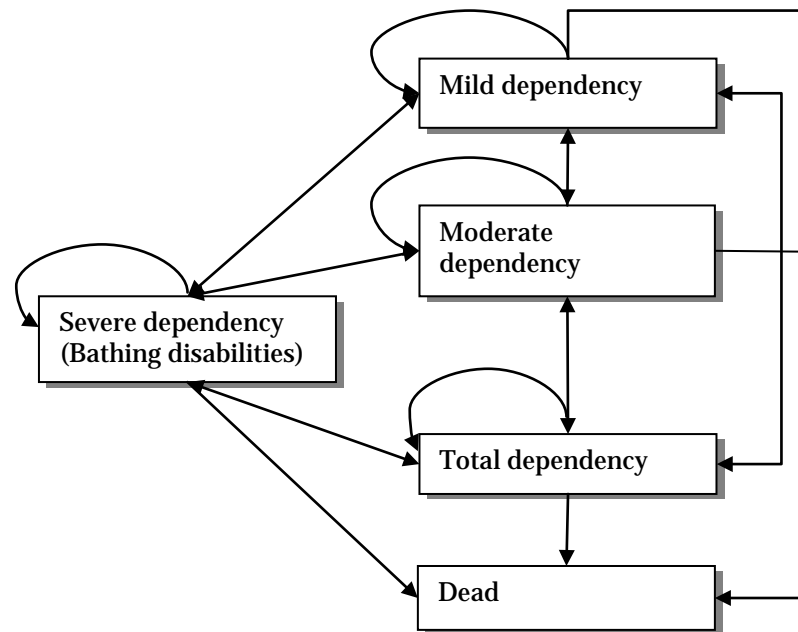 Mild dependency
Moderate
dependency
Severe dependency
(Bathing disabilities)
Total dependency
Dead